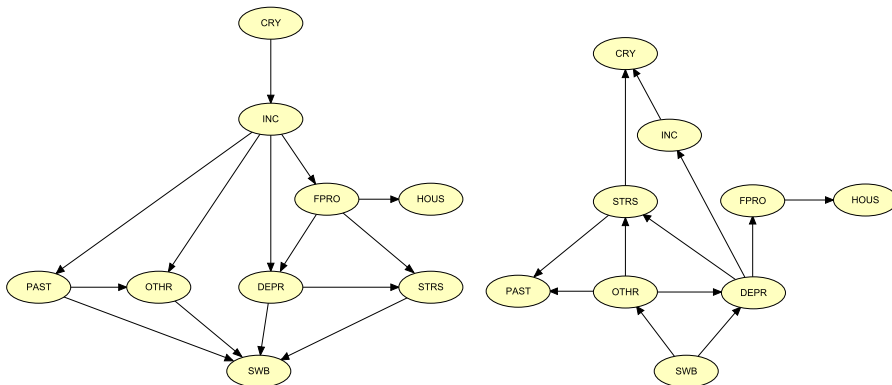 CRY
INC
FPRO
HOUS
PAST
OTHR
DEPR
STRS
SWB
CRY
INC
STRS
FPRO
HOUS
PAST
OTHR
DEPR
SWB